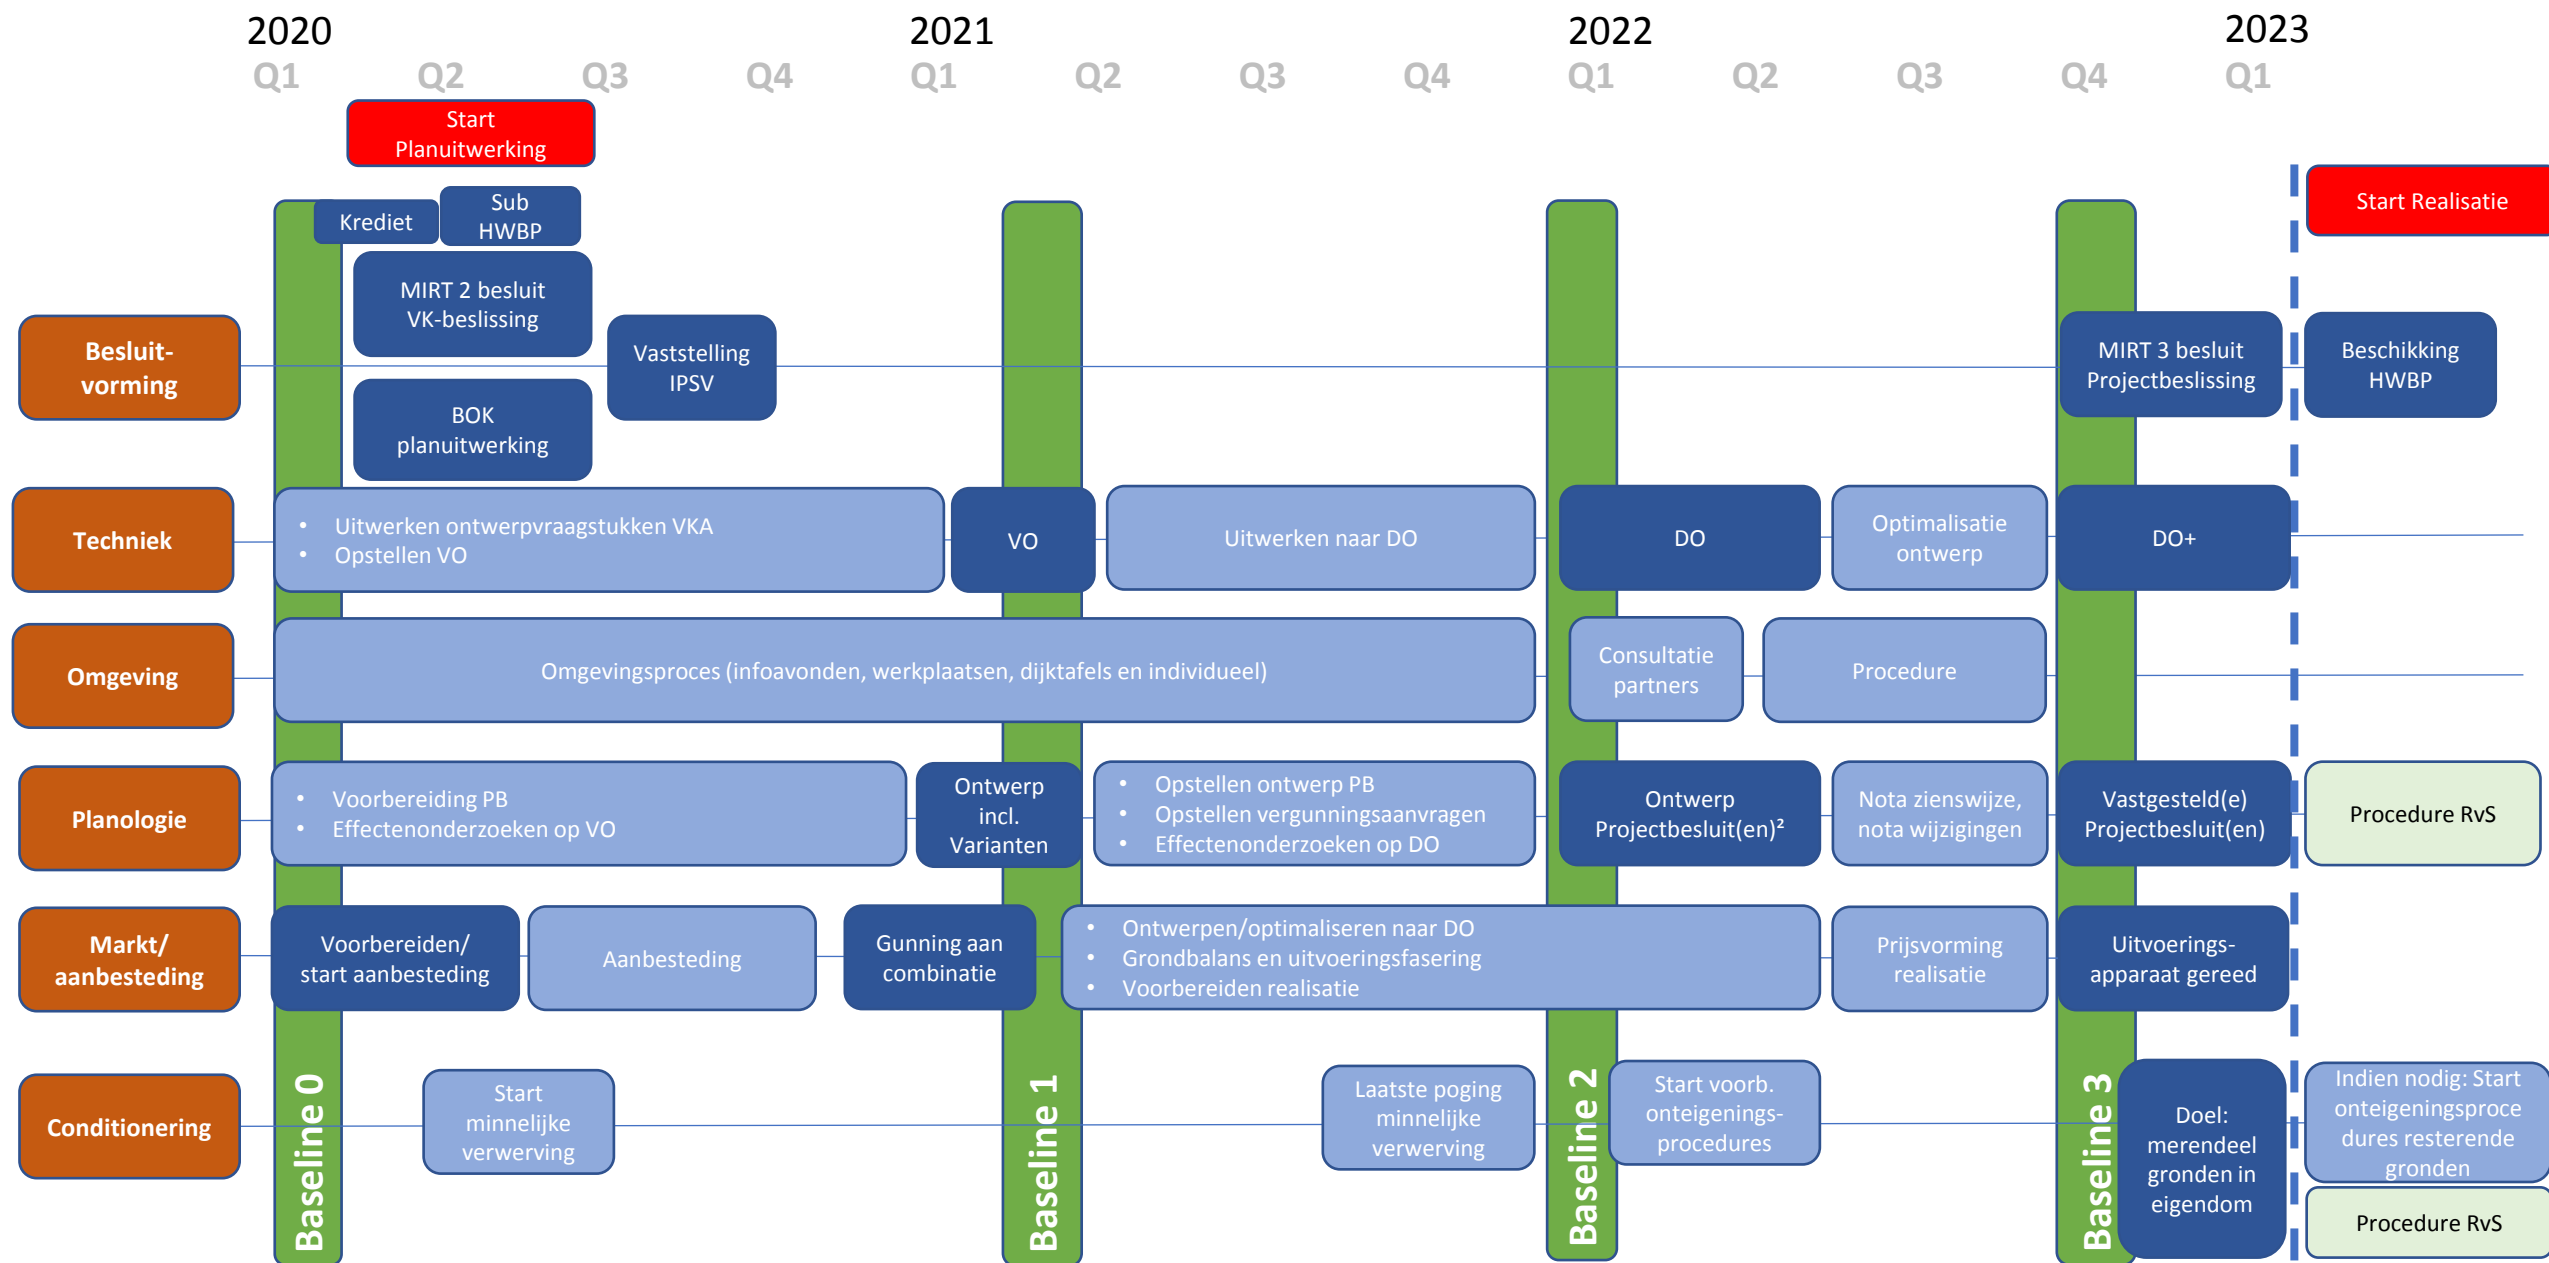 2020 2021 2022 2023
Q1 Q2 Q3 Q4 Q1 Q2 Q3 Q4 Q1 Q2 Q3 Q4 Q1
Start
Planuitwerking
Start Realisatie
Krediet
Sub
HWBP
MIRT 2 besluit
VK-beslissing
BOK
planuitwerking
Besluit-
vorming
Vaststelling
IPSV
MIRT 3 besluit
Projectbeslissing
Beschikking
HWBP
Techniek
• Uitwerken ontwerpvraagstukken VKA
• Opstellen VO
VO
Uitwerken naar DO
DO
Optimalisatie
ontwerp
DO+
Omgeving
Omgevingsproces (infoavonden, werkplaatsen, dijktafels en individueel)
Consultatie
partners
Procedure
Planologie
• Voorbereiding PB
• Effectenonderzoeken op VO
Ontwerp
incl.
Varianten
• Opstellen ontwerp PB
• Opstellen vergunningsaanvragen
• Effectenonderzoeken op DO
Ontwerp
Projectbesluit(en)²
Nota zienswijze,
nota wijzigingen
Vastgesteld(e)
Projectbesluit(en)
Procedure RvS
Markt/
aanbesteding
Voorbereiden/
start aanbesteding
Aanbesteding
Gunning aan
combinatie
• Ontwerpen/optimaliseren naar DO
• Grondbalans en uitvoeringsfasering
• Voorbereiden realisatie
Prijsvorming
realisatie
Uitvoerings-
apparaat gereed
Conditionering
Start
minnelijke
verwerving
Laatste poging
minnelijke
verwerving
Start voorb.
onteigenings-
procedures
Doel:
merendeel
gronden in
eigendom
Indien nodig: Start
onteigeningsproce
dures resterende
gronden
Procedure RvS
Baseline 0
Baseline 1
Baseline 2
Baseline 3